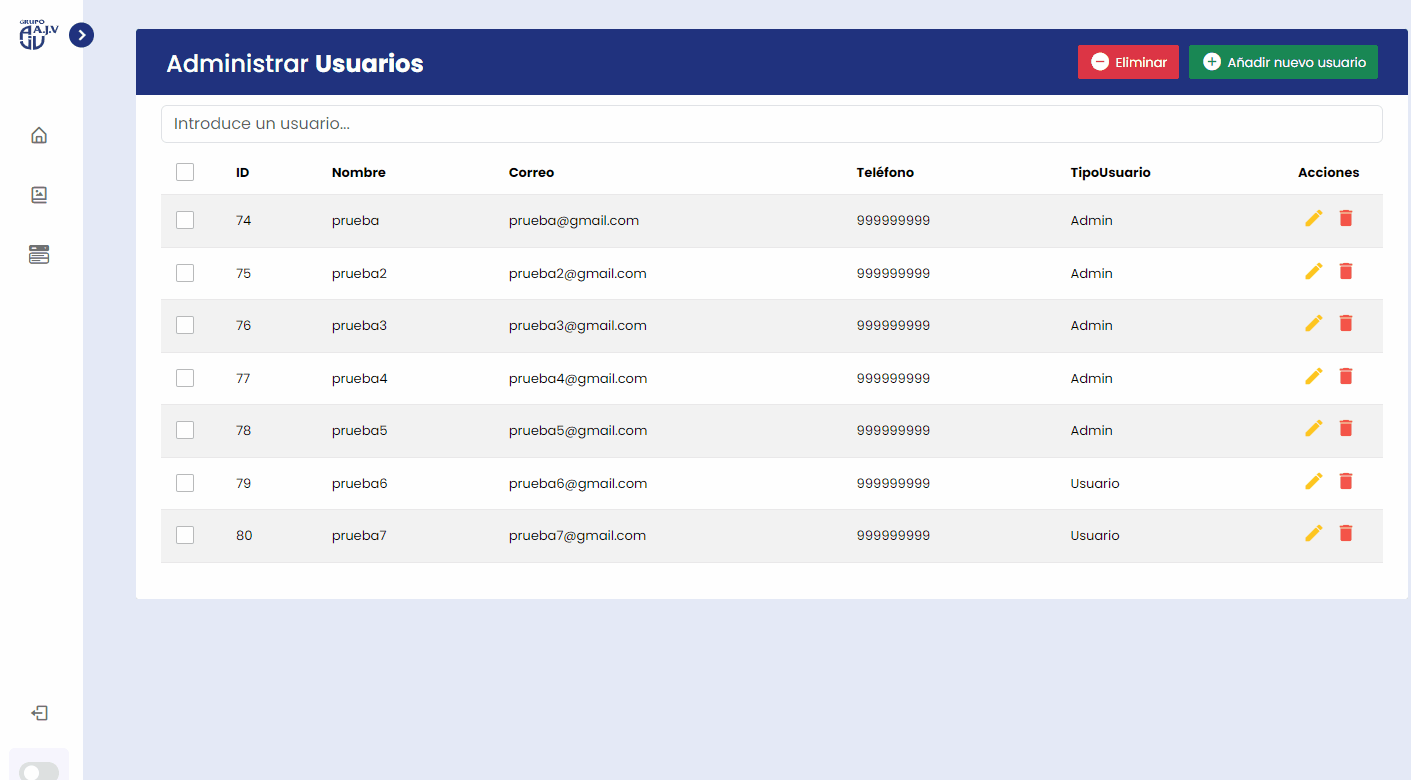 GRUPO
A.J.V
Administrar Usuarios
Eliminar
Añadir nuevo usuario
Introduce un usuario...
ID Nombre Correo Teléfono TipoUsuario Acciones
74 prueba prueba@gmail.com 999999999 Admin
75 prueba2 prueba2@gmail.com 999999999 Admin
76 prueba3 prueba3@gmail.com 999999999 Admin
77 prueba4 prueba4@gmail.com 999999999 Admin
78 prueba5 prueba5@gmail.com 999999999 Admin
79 prueba6 prueba6@gmail.com 999999999 Usuario
80 prueba7 prueba7@gmail.com 999999999 Usuario